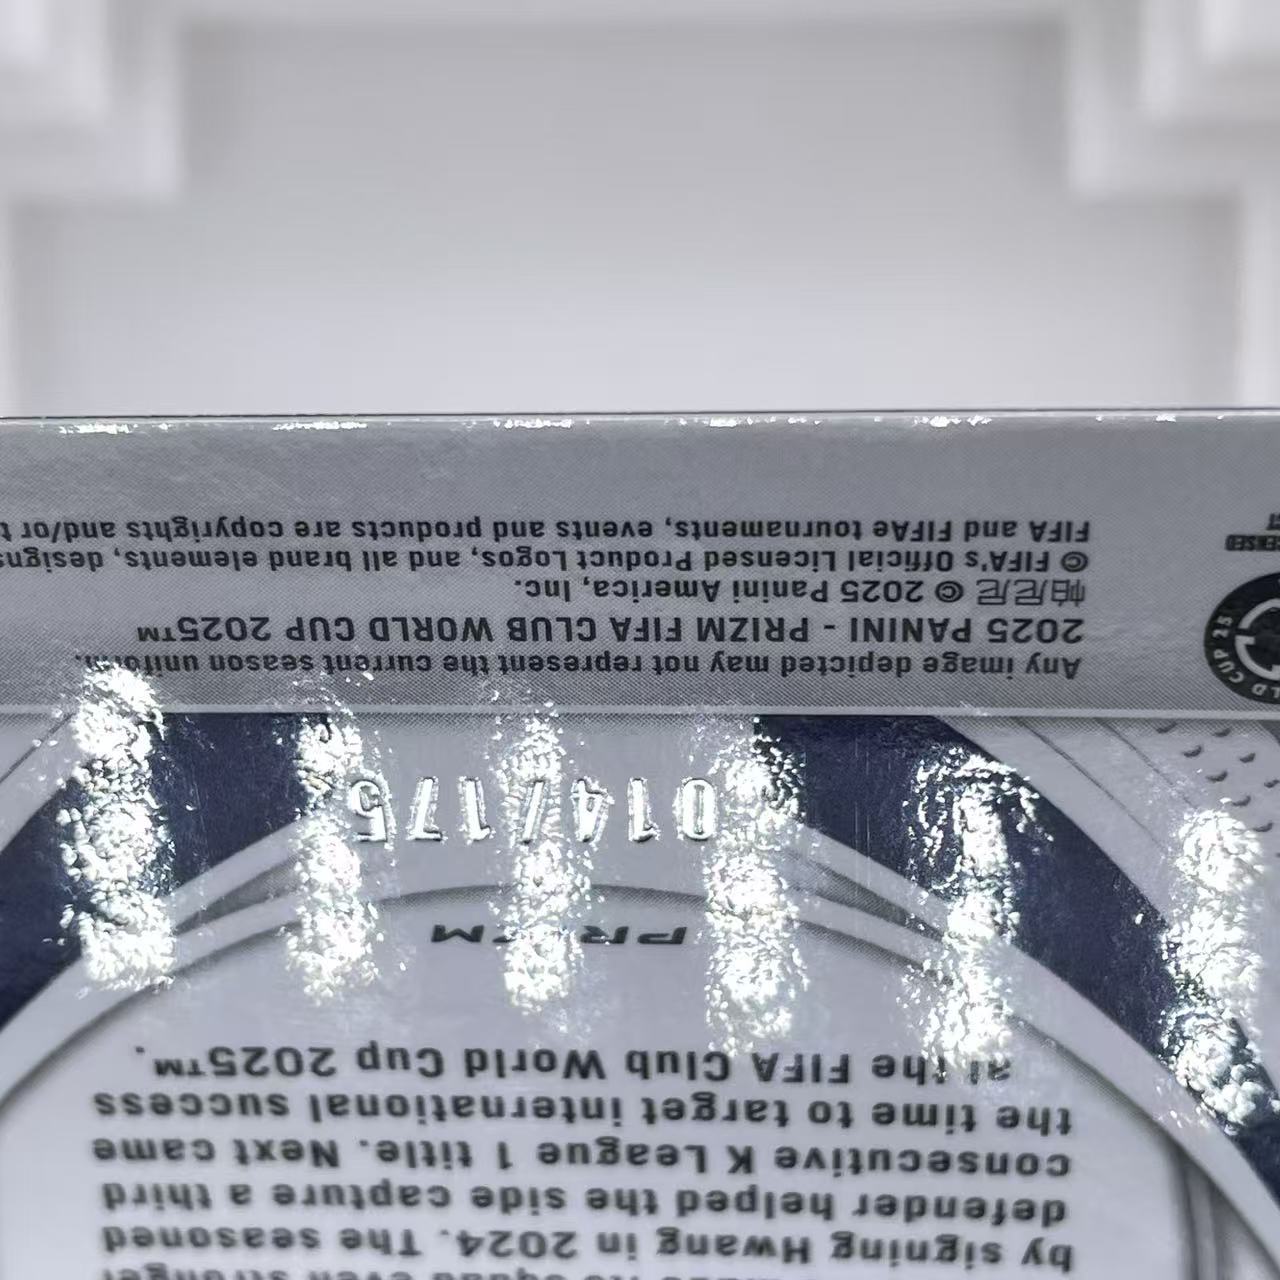 by signing Hwang in 2024. The seasoned
defender helped the side capture a third
consecutive K League 1 title. Next came
the time to target international success
at the FIFA Club World Cup 2025™.
PRIZM
014/175
Any image depicted may not represent the current season uniform.
2025 PANINI - PRIZM FIFA CLUB WORLD CUP 2025™
帕尼尼 © 2025 Panini America, Inc.
© FIFA's Official Licensed Product Logos, and all brand elements, designs
FIFA and FIFAe tournaments, events and products are copyrights and/or